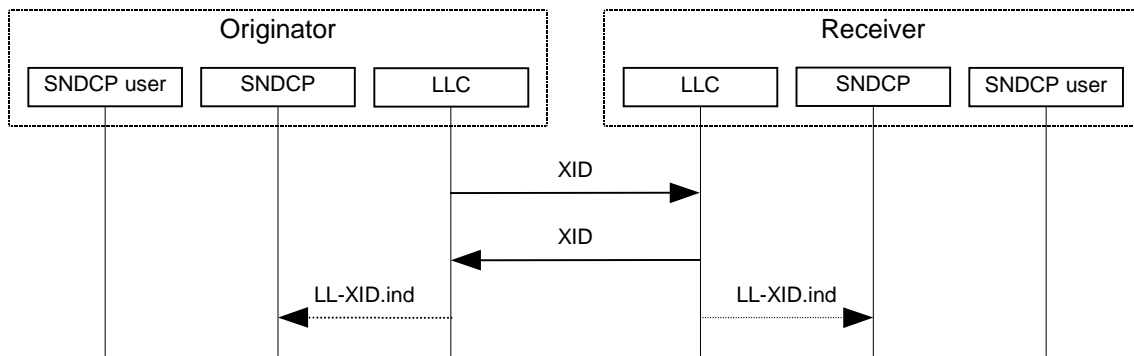 Originator
Receiver
SNDCP user
SNDCP
LLC
LLC
SNDCP
SNDCP user
XID
XID
LL-XID.ind
LL-XID.ind